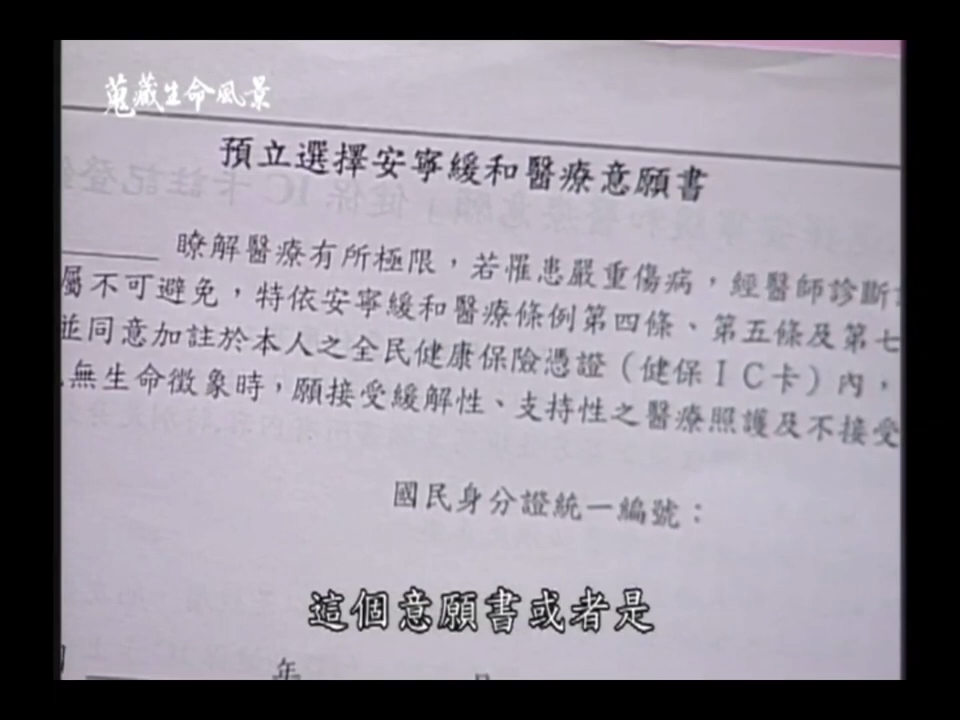 蒐藏生命風景
預立選擇安寧緩和醫療意願書
瞭解醫療有所極限，若罹患嚴重傷病，經醫師診斷
屬不可避免，特依安寧緩和醫療條例第四條、第五條及第七
並同意加註於本人之全民健康保險憑證（健保ＩＣ卡）內，
無生命徵象時，願接受緩解性、支持性之醫療照護及不接受
國民身分證統一編號：
這個意願書或者是
年